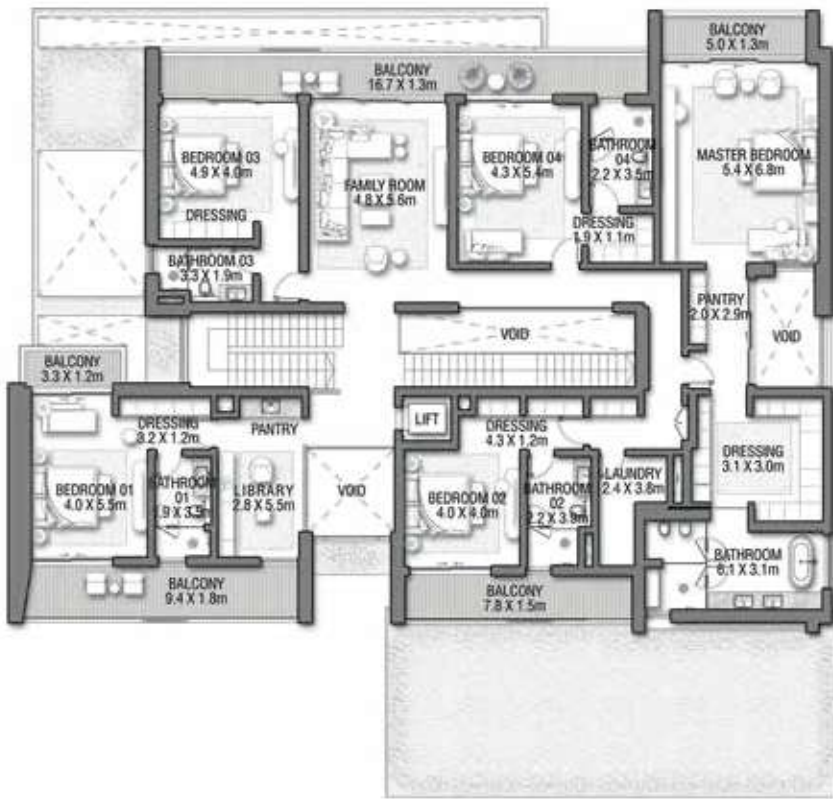 BALCONY
5.0 X 1.3m
BALCONY
16.7 X 1.3m
BEDROOM 03
4.9 X 4.0m
DRESSING
BATHROOM 03
3.3 X 1.9m
FAMILY ROOM
4.8 X 5.6m
BEDROOM 04
4.3 X 5.4m
BATHROOM
04
2.2 X 3.5m
DRESSING
1.9 X 1.1m
MASTER BEDROOM
5.4 X 6.8m
PANTRY
2.0 X 2.9m
VOID
VOID
BALCONY
3.3 X 1.2m
DRESSING
3.2 X 1.2m
PANTRY
LIFT
DRESSING
4.3 X 1.2m
DRESSING
3.1 X 3.0m
BEDROOM 01
4.0 X 5.5m
BATHROOM
01
.9 X 3.5
LIBRARY
2.8 X 5.5m
VOID
BEDROOM 02
4.0 X 4.0m
BATHROOM
02
2.2 X 3.9m
LAUNDRY
2.4 X 3.8m
BATHROOM
6.1 X 3.1m
BALCONY
9.4 X 1.8m
BALCONY
7.8 X 1.5m